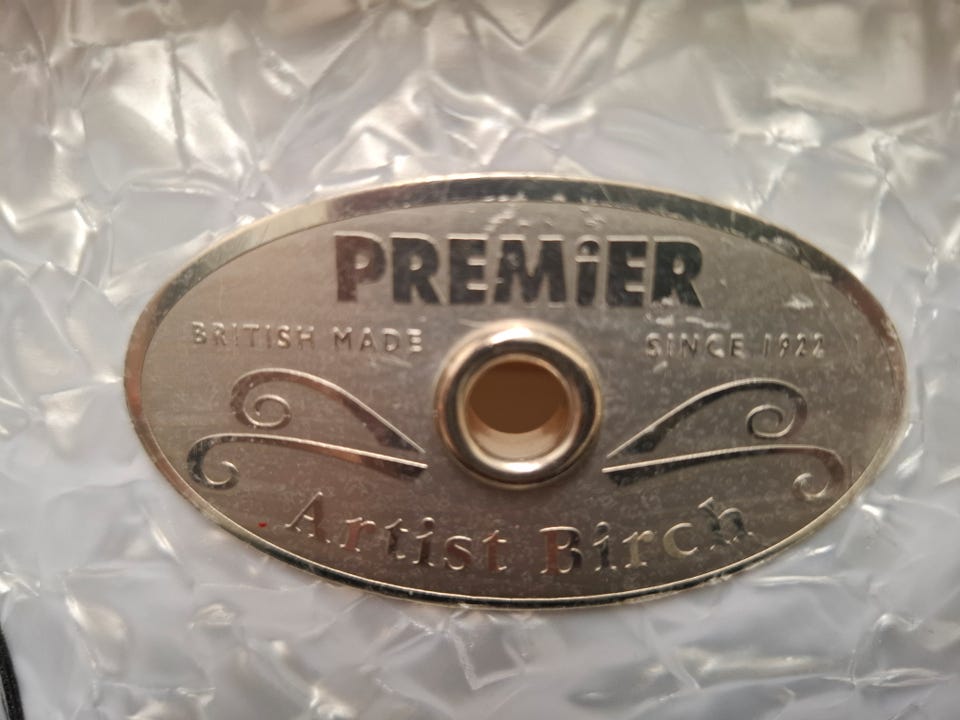 PREMiER
BRITISH MADE
SINCE 1922
Artist Birch